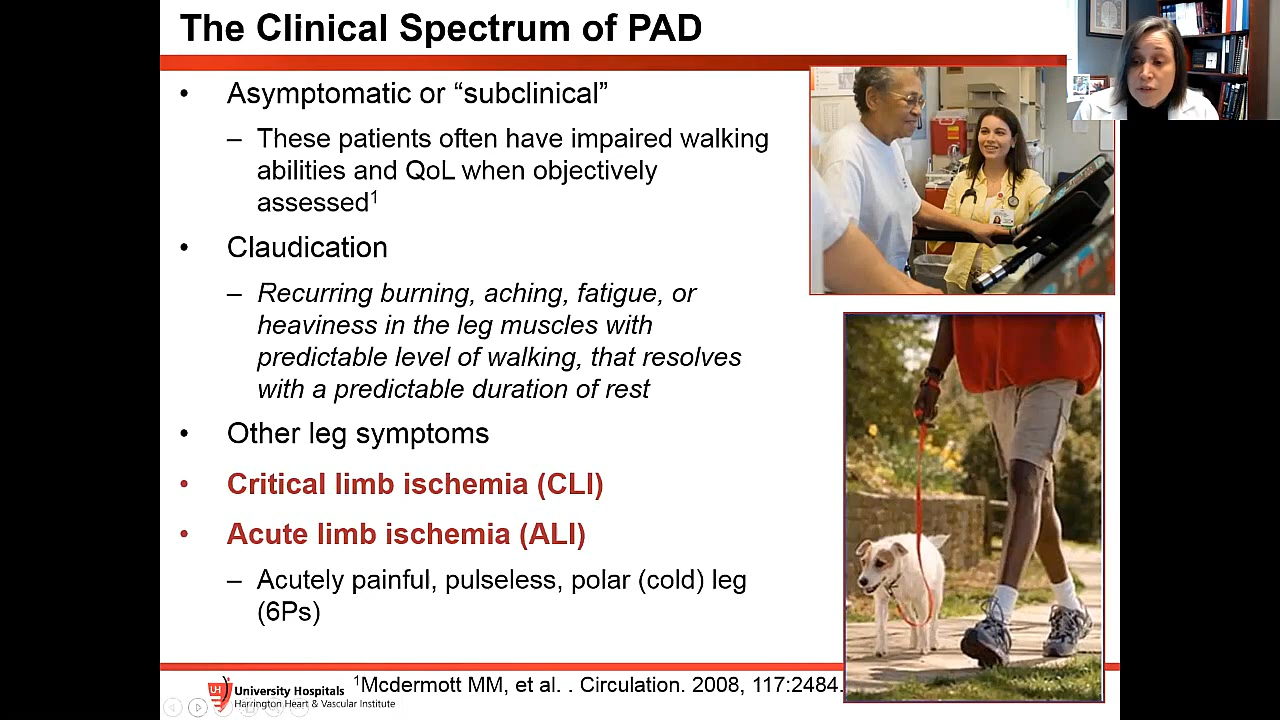 The Clinical Spectrum of PAD
• Asymptomatic or “subclinical”
– These patients often have impaired walking
abilities and QoL when objectively
assessed1
• Claudication
– Recurring burning, aching, fatigue, or
heaviness in the leg muscles with
predictable level of walking, that resolves
with a predictable duration of rest
• Other leg symptoms
• Critical limb ischemia (CLI)
• Acute limb ischemia (ALI)
– Acutely painful, pulseless, polar (cold) leg
(6Ps)
1Mcdermott MM, et al. . Circulation. 2008, 117:2484.
UH University Hospitals
Harrington Heart & Vascular Institute